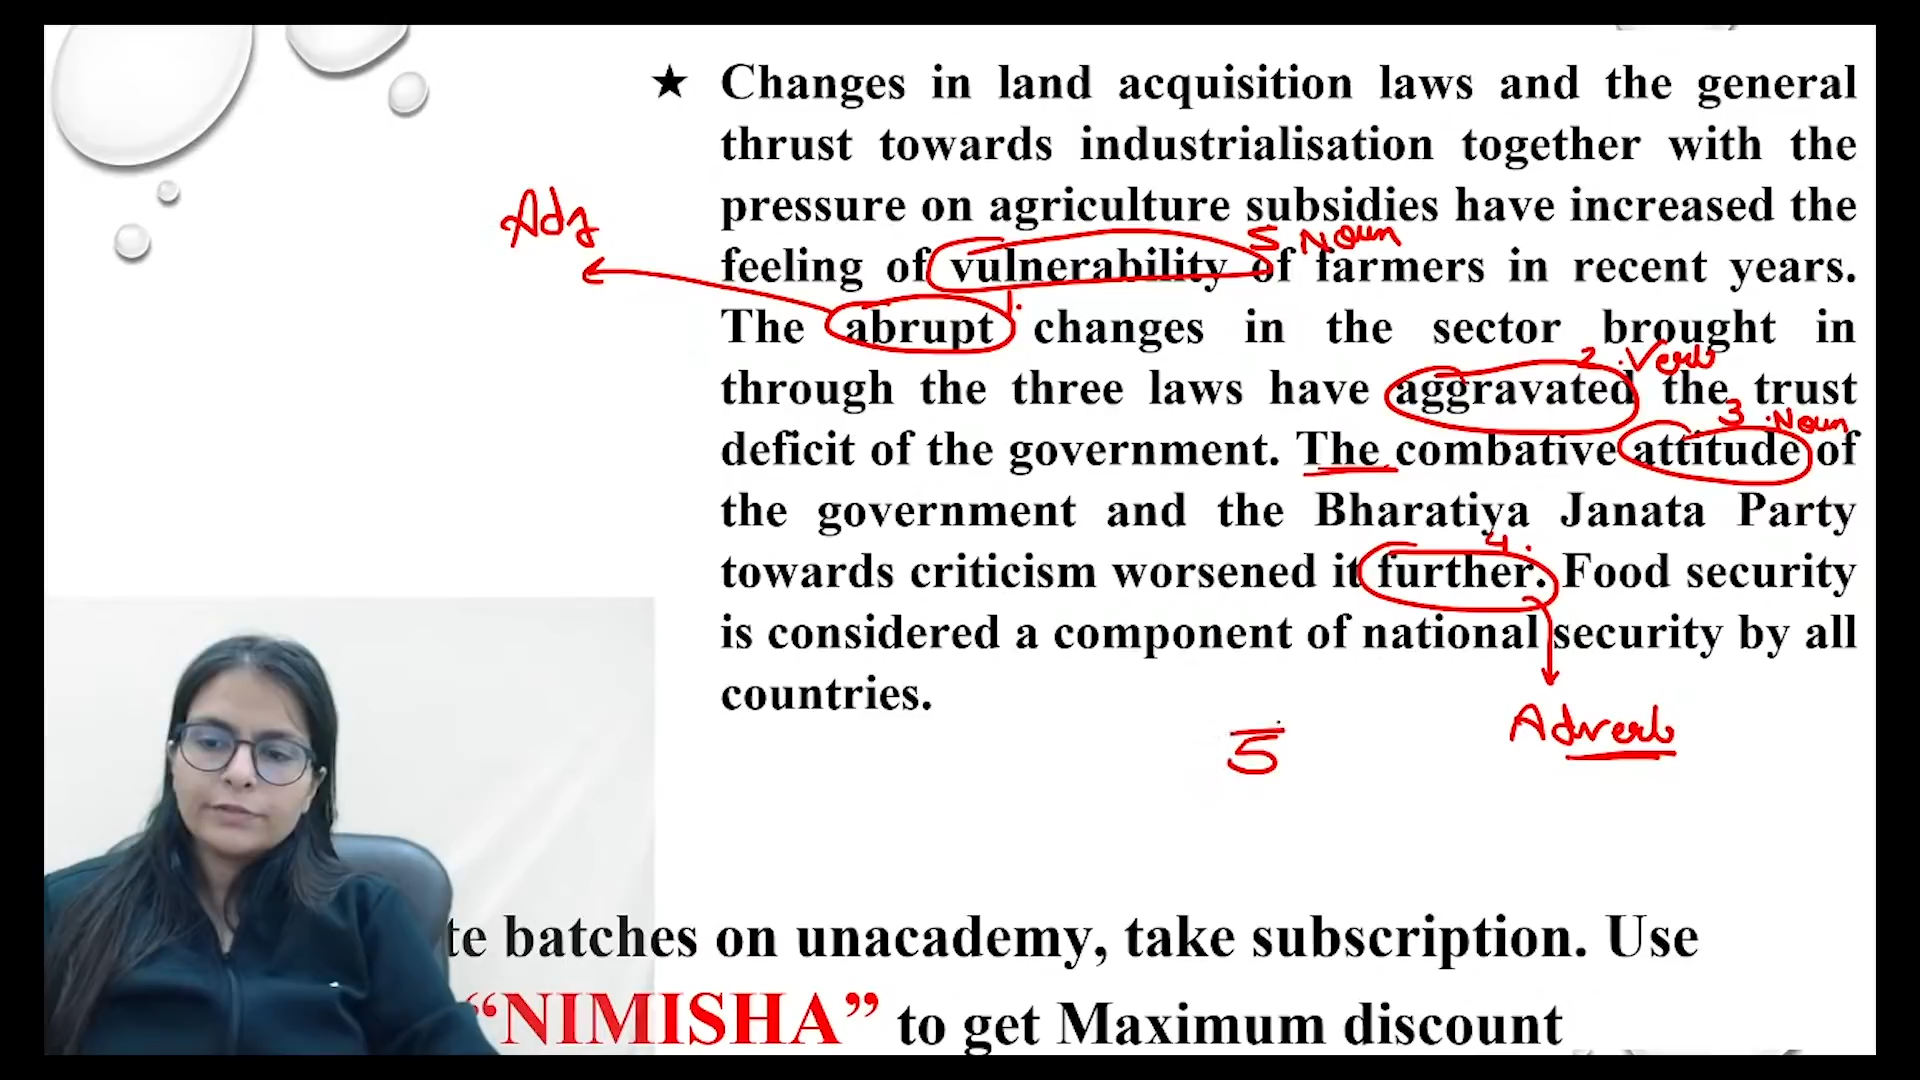 ★ Changes in land acquisition laws and the general
thrust towards industrialisation together with the
pressure on agriculture subsidies have increased the
Adj
5 Noun
feeling of vulnerability of farmers in recent years.
1.
The abrupt changes in the sector brought in
2. Verb
through the three laws have aggravated the trust
3. Noun
deficit of the government. The combative attitude of
the government and the Bharatiya Janata Party
4.
towards criticism worsened it further. Food security
is considered a component of national security by all
countries.
Adverb
5
te batches on unacademy, take subscription. Use
“NIMISHA” to get Maximum discount